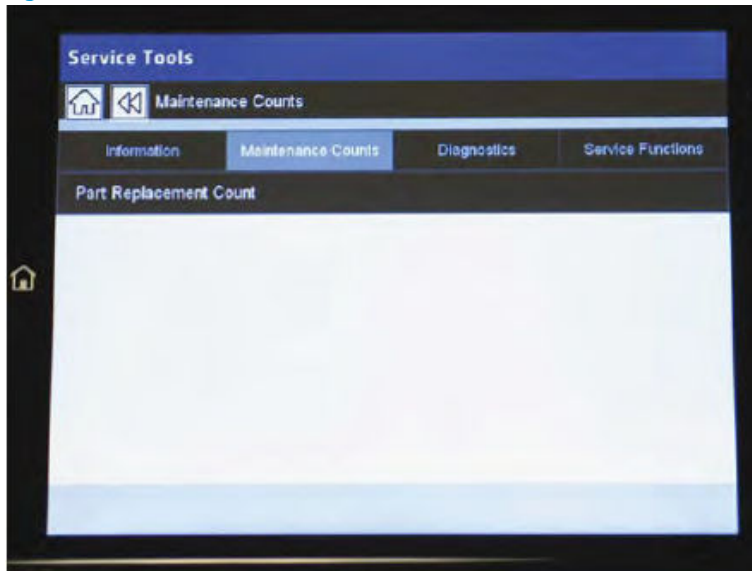 Service Tools
Maintenance Counts
Information Maintenance Counts Diagnostics Service Functions
Part Replacement Count